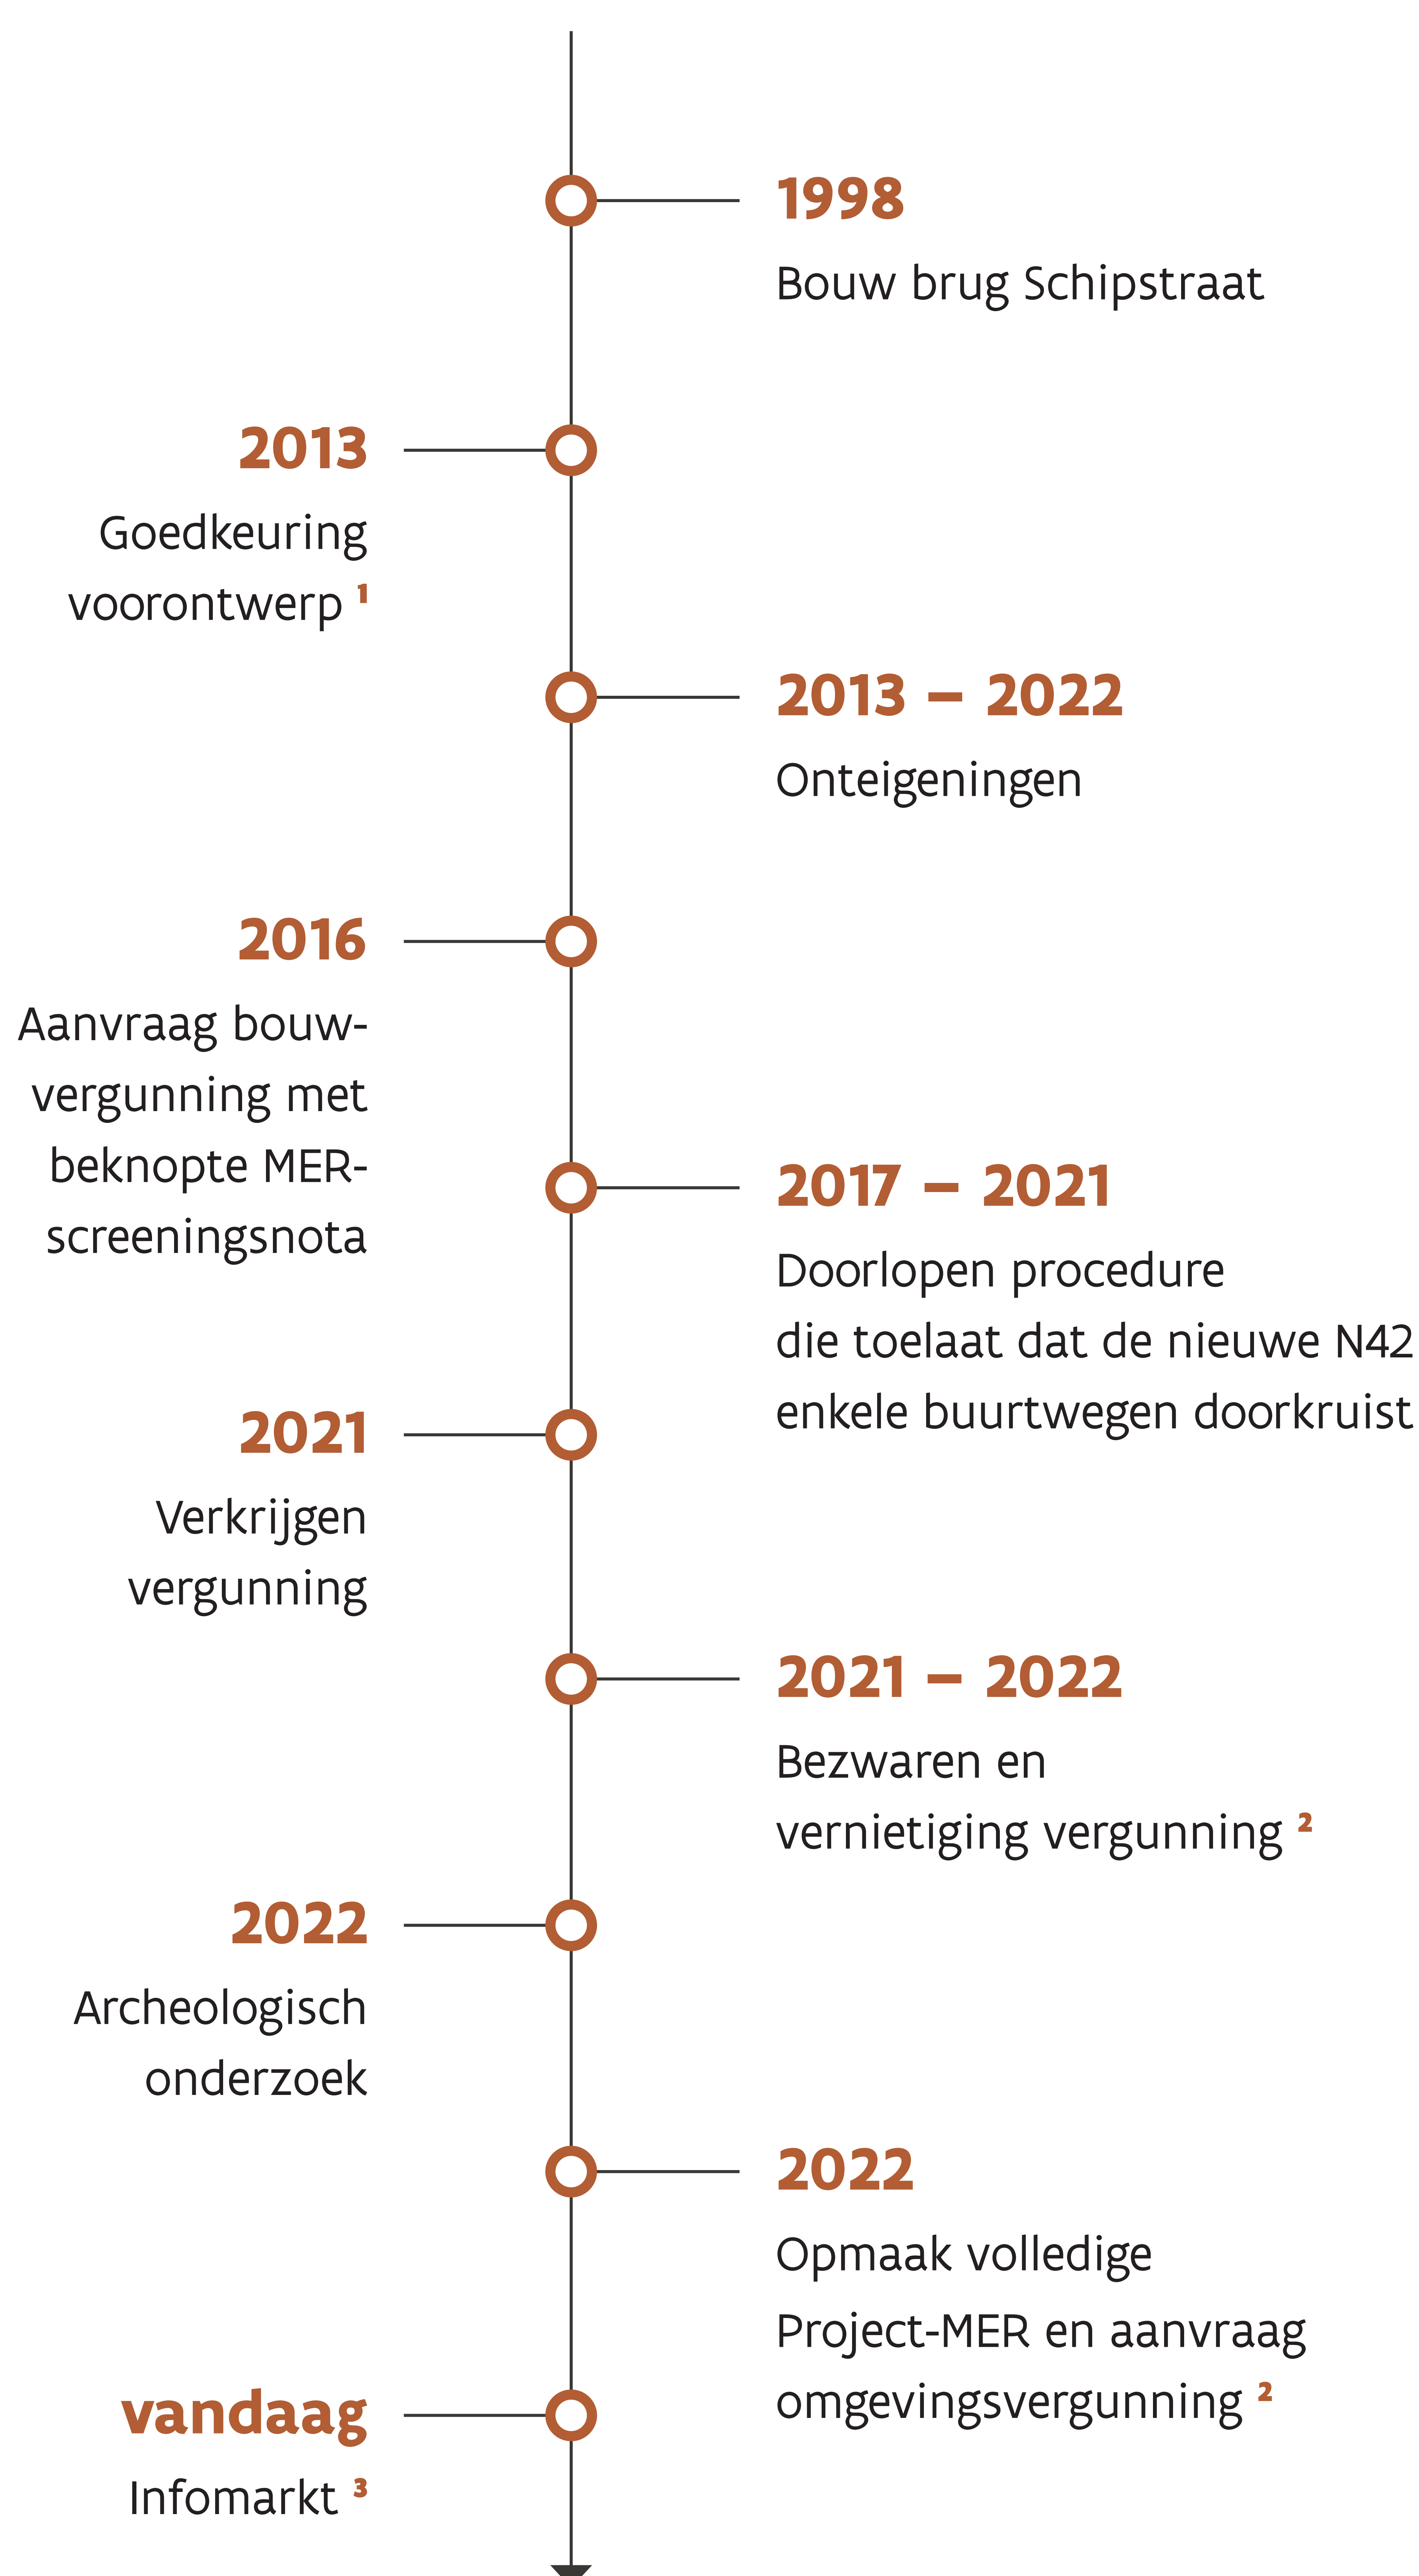 1998
Bouw brug Schipstraat
2013
Goedkeuring
voorontwerp ¹
2013 – 2022
Onteigeningen
2016
Aanvraag bouw-
vergunning met
beknopte MER-
screeningsnota
2017 – 2021
Doorlopen procedure
die toelaat dat de nieuwe N42
enkele buurtwegen doorkruist
2021
Verkrijgen
vergunning
2021 – 2022
Bezwaren en
vernietiging vergunning ²
2022
Archeologisch
onderzoek
2022
Opmaak volledige
Project-MER en aanvraag
omgevingsvergunning ²
vandaag
Infomarkt ³